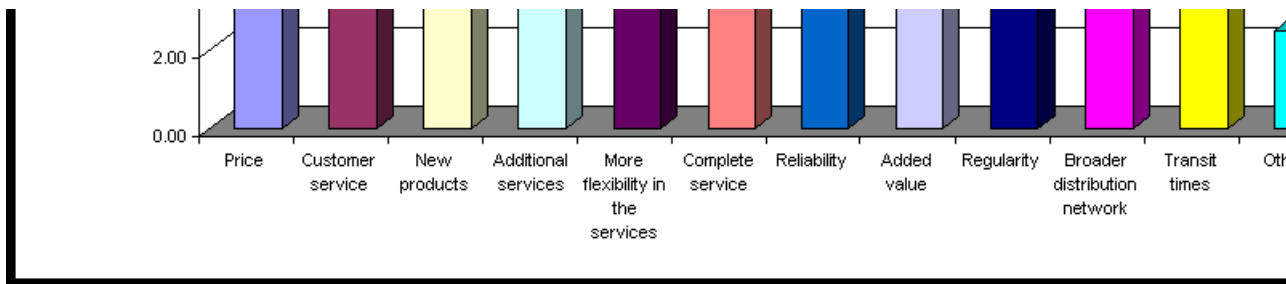 2.00
0.00
Price Customer New Additional More Complete Reliability Added Regularity Broader Transit
service products services flexibility in service value distribution times
the network
services